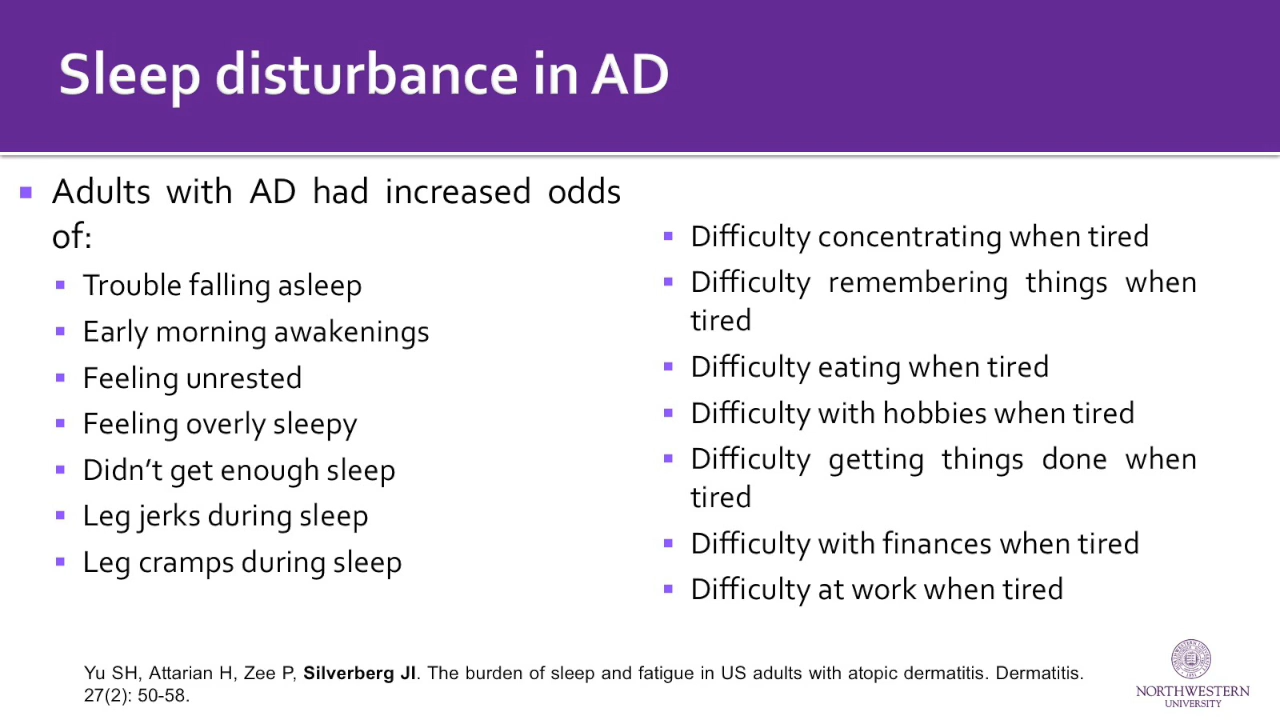 Sleep disturbance in AD
Adults with AD had increased odds
of:
Trouble falling asleep
Early morning awakenings
Feeling unrested
Feeling overly sleepy
Didn’t get enough sleep
Leg jerks during sleep
Leg cramps during sleep
Difficulty concentrating when tired
Difficulty remembering things when
tired
Difficulty eating when tired
Difficulty with hobbies when tired
Difficulty getting things done when
tired
Difficulty with finances when tired
Difficulty at work when tired
Yu SH, Attarian H, Zee P, Silverberg JI. The burden of sleep and fatigue in US adults with atopic dermatitis. Dermatitis.
27(2): 50-58.
NORTHWESTERN
UNIVERSITY